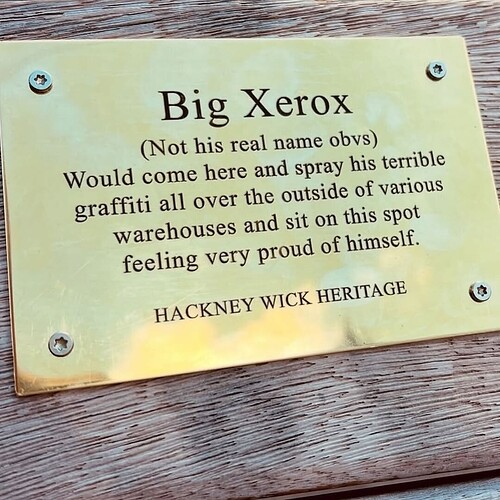 Big Xerox
(Not his real name obvs)
Would come here and spray his terrible
graffiti all over the outside of various
warehouses and sit on this spot
feeling very proud of himself.
HACKNEY WICK HERITAGE